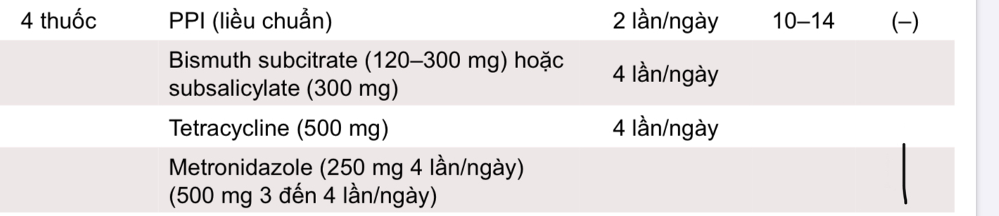 4 thuốc PPI (liều chuẩn) 2 lần/ngày 10–14 (–)
Bismuth subcitrate (120–300 mg) hoặc
subsalicylate (300 mg)
4 lần/ngày
Tetracycline (500 mg) 4 lần/ngày
Metronidazole (250 mg 4 lần/ngày)
(500 mg 3 đến 4 lần/ngày)